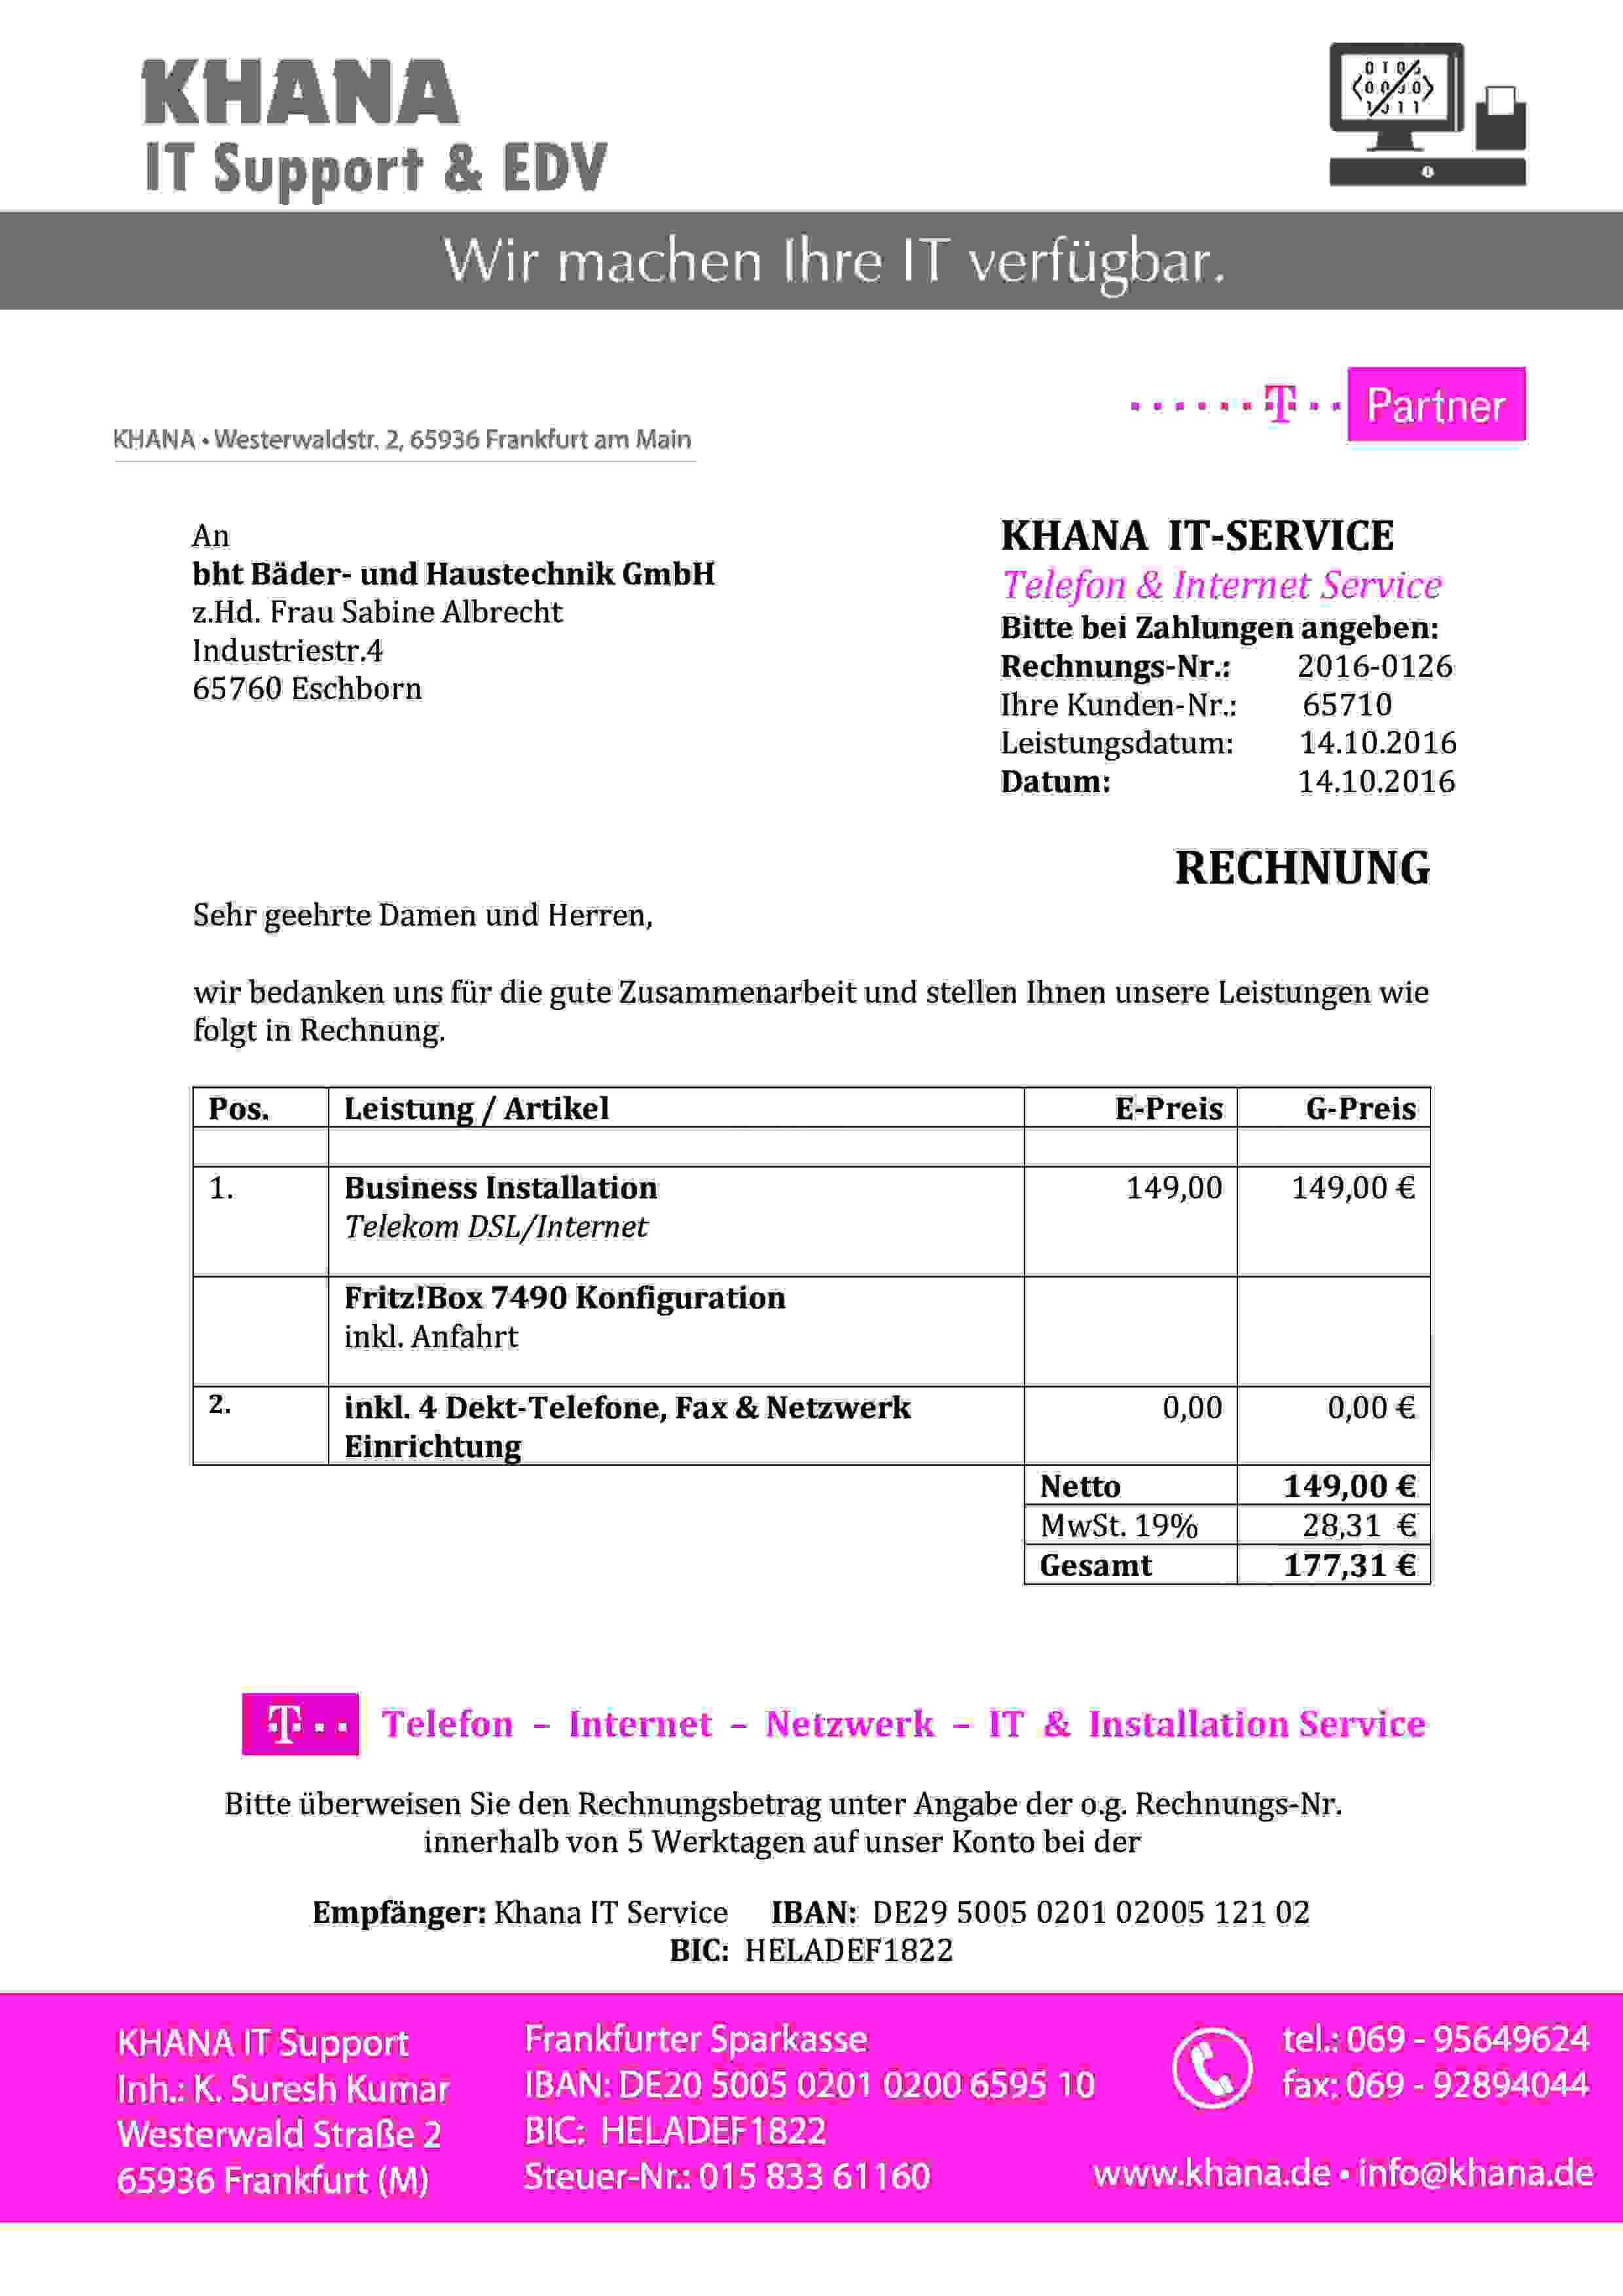 KHANA
IT Support & EDV
Wir machen Ihre IT verfügbar.
T Partner
KHANA • Westerwaldstr. 2, 65936 Frankfurt am Main
An
bht Bäder- und Haustechnik GmbH
z.Hd. Frau Sabine Albrecht
Industriestr.4
65760 Eschborn
KHANA IT-SERVICE
Telefon & Internet Service
Bitte bei Zahlungen angeben:
Rechnungs-Nr.: 2016-0126
Ihre Kunden-Nr.: 65710
Leistungsdatum: 14.10.2016
Datum: 14.10.2016
RECHNUNG
Sehr geehrte Damen und Herren,
wir bedanken uns für die gute Zusammenarbeit und stellen Ihnen unsere Leistungen wie
folgt in Rechnung.
Pos. Leistung / Artikel E-Preis G-Preis
1. Business Installation 149,00 149,00 €
Telekom DSL/Internet
Fritz!Box 7490 Konfiguration
inkl. Anfahrt
2. inkl. 4 Dekt-Telefone, Fax & Netzwerk 0,00 0,00 €
Einrichtung
Netto 149,00 €
MwSt. 19% 28,31 €
Gesamt 177,31 €
T Telefon – Internet – Netzwerk – IT & Installation Service
Bitte überweisen Sie den Rechnungsbetrag unter Angabe der o.g. Rechnungs-Nr.
innerhalb von 5 Werktagen auf unser Konto bei der
Empfänger: Khana IT Service IBAN: DE29 5005 0201 02005 121 02
BIC: HELADEF1822
KHANA IT Support
Inh.: K. Suresh Kumar
Westerwald Straße 2
65936 Frankfurt (M)
Frankfurter Sparkasse
IBAN: DE20 5005 0201 0200 6595 10
BIC: HELADEF1822
Steuer-Nr.: 015 833 61160
tel.: 069 - 95649624
fax: 069 - 92894044
www.khana.de • info@khana.de